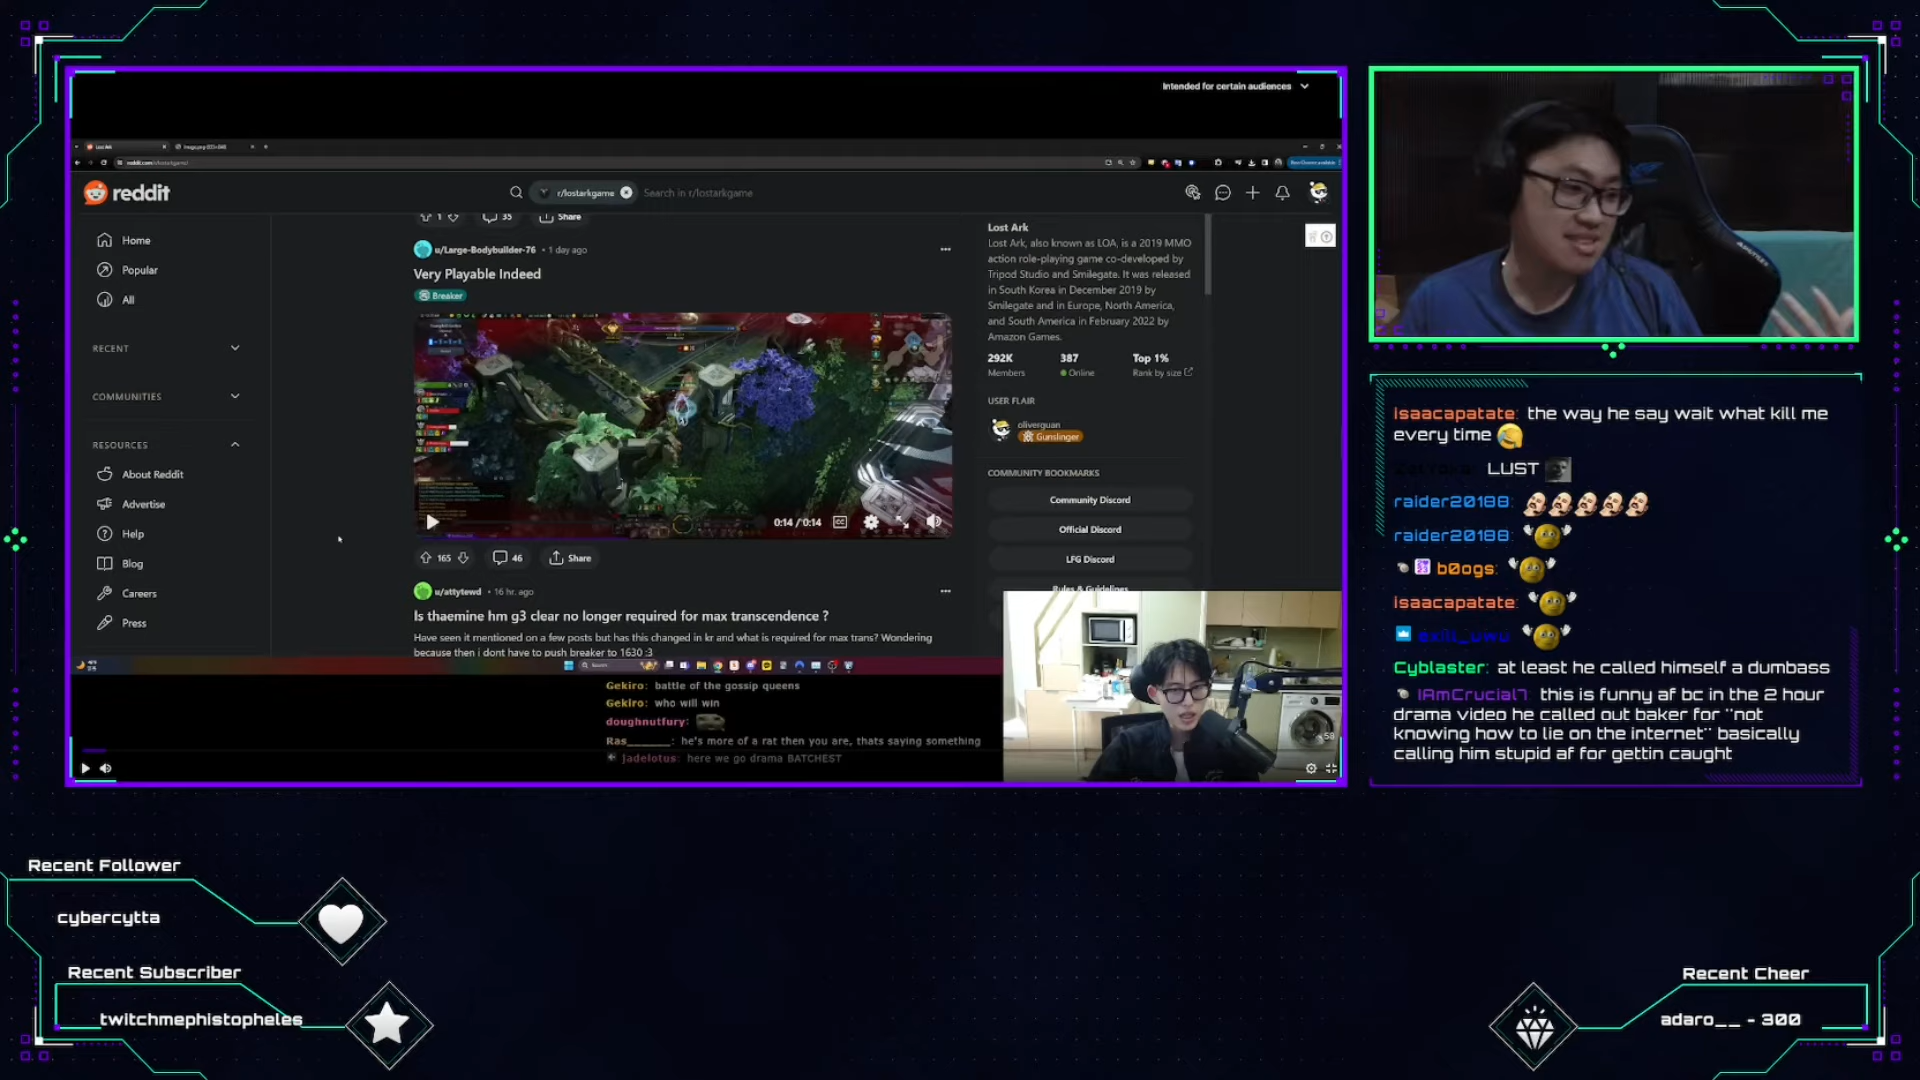 Intended for certain audiences
Lost Ark
reddit
r/lostarkgame
Search in r/lostarkgame
Home
Popular
All
RECENT
COMMUNITIES
RESOURCES
About Reddit
Advertise
Help
Blog
Careers
Press
1
35
Share
u/Large-Bodybuilder-76 • 1 day ago
Very Playable Indeed
Breaker
0:14 / 0:14
165
46
Share
u/attytewd • 16 hr. ago
Is thaemine hm g3 clear no longer required for max transcendence ?
Have seen it mentioned on a few posts but has this changed in kr and what is required for max trans? Wondering
because then i dont have to push breaker to 1630 :3
Lost Ark
Lost Ark, also known as LOA, is a 2019 MMO
action role-playing game co-developed by
Tripod Studio and Smilegate. It was released
in South Korea in December 2019 by
Smilegate and in Europe, North America,
and South America in February 2022 by
Amazon Games.
292K
387
Top 1%
Members
Online
Rank by size
USER FLAIR
oliverguan
Gunslinger
COMMUNITY BOOKMARKS
Community Discord
Official Discord
LFG Discord
Rules & Guidelines
Gekiro: battle of the gossip queens
Gekiro: who will win
doughnutfury:
Ras_______: he's more of a rat then you are, thats saying something
jadelotus: here we go drama BATCHEST
Isaacapatate: the way he say wait what kill me
every time
LUST
raider20188:
raider20188:
b0ogs:
Isaacapatate:
exili_uwu
Cyblaster: at least he called himself a dumbass
IAmCrucial7: this is funny af bc in the 2 hour
drama video he called out baker for "not
knowing how to lie on the internet" basically
calling him stupid af for gettin caught
Recent Follower
cybercytta
Recent Subscriber
twitchmephistopheles
Recent Cheer
adaro__ - 300